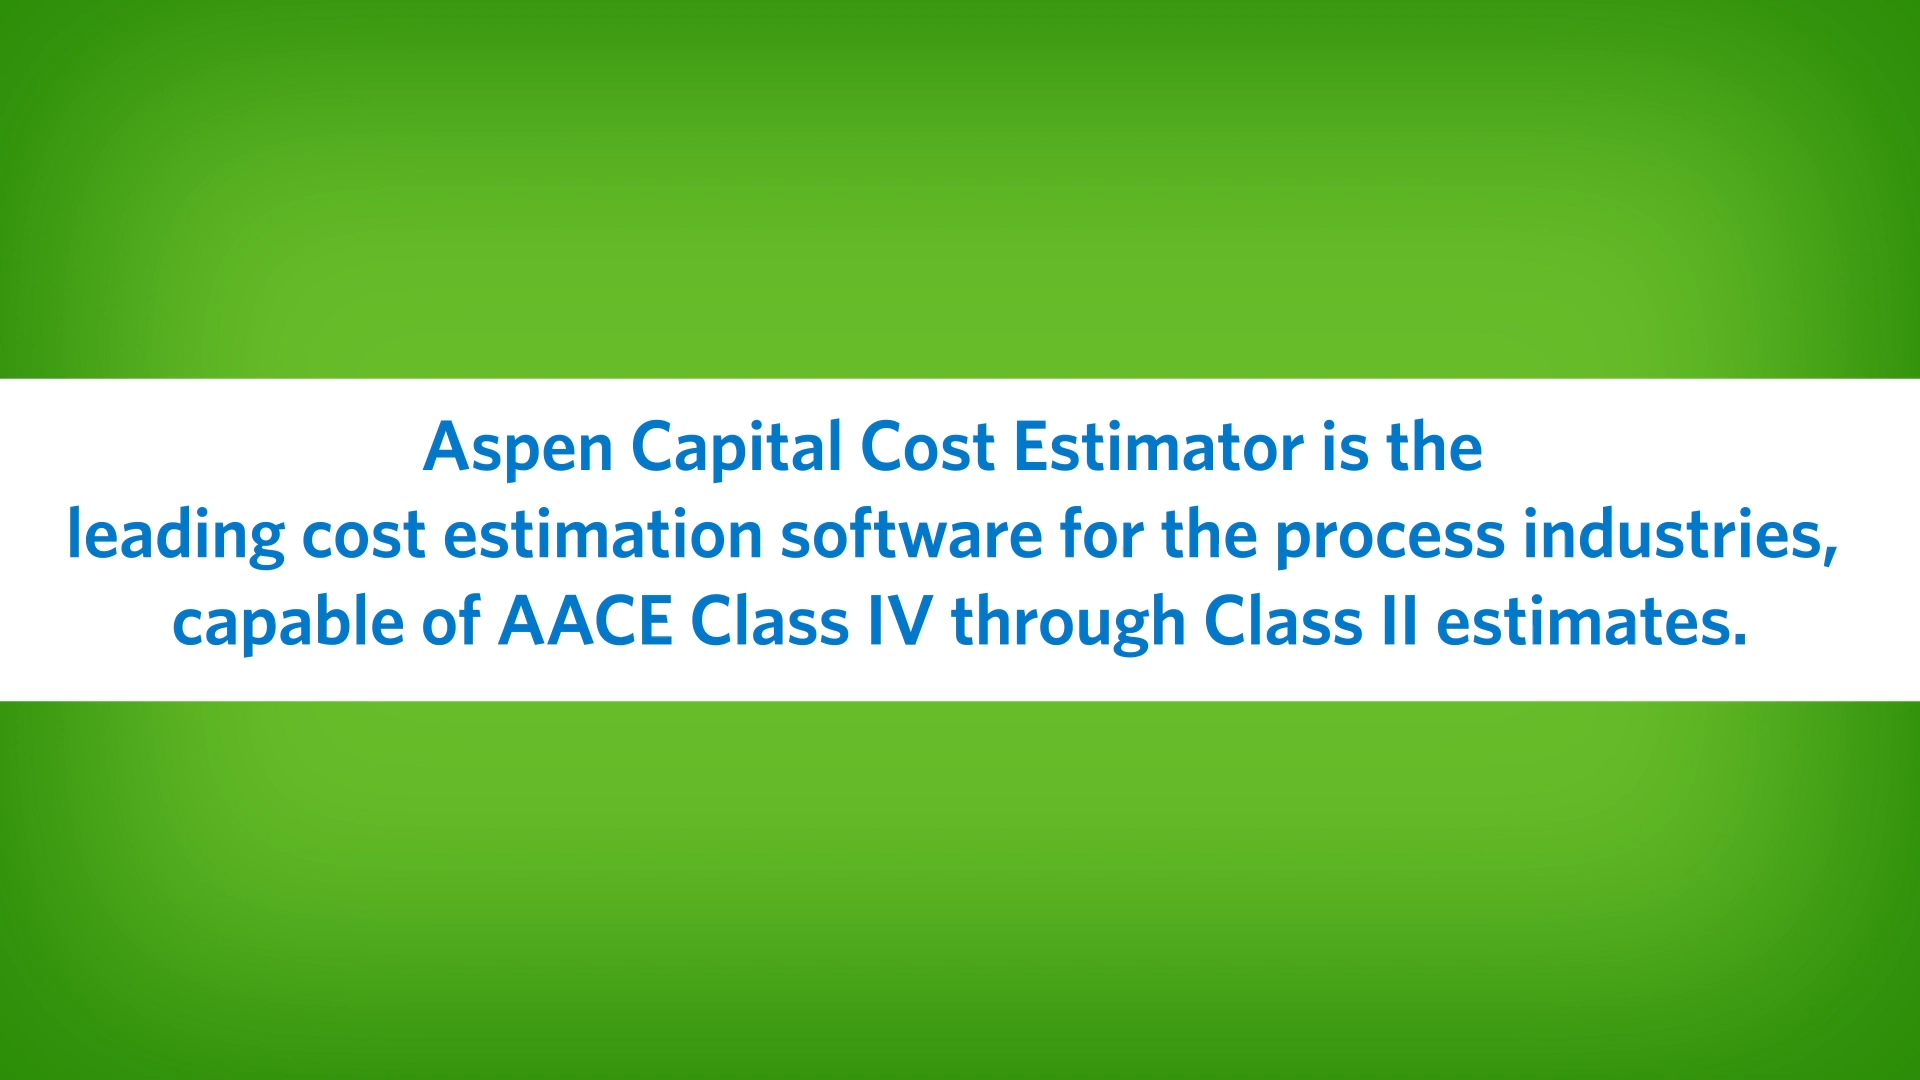 Aspen Capital Cost Estimator is the
leading cost estimation software for the process industries,
capable of AACE Class IV through Class II estimates.